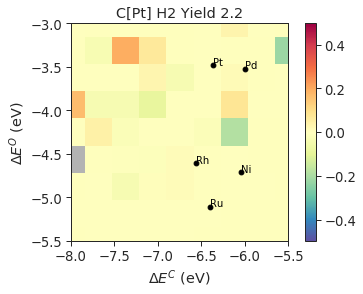 C[Pt] H2 Yield 2.2
−3.0
−3.5
−4.0
−4.5
−5.0
−5.5
ΔE^O (eV)
Pt
Pd
Rh
Ni
Ru
−8.0 −7.5 −7.0 −6.5 −6.0 −5.5
ΔE^C (eV)
0.4
0.2
0.0
−0.2
−0.4